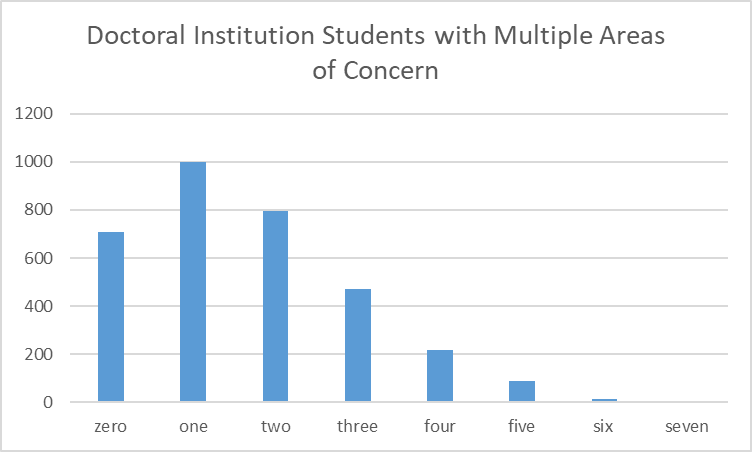 Doctoral Institution Students with Multiple Areas
of Concern
1200
1000
800
600
400
200
0
zero one two three four five six seven